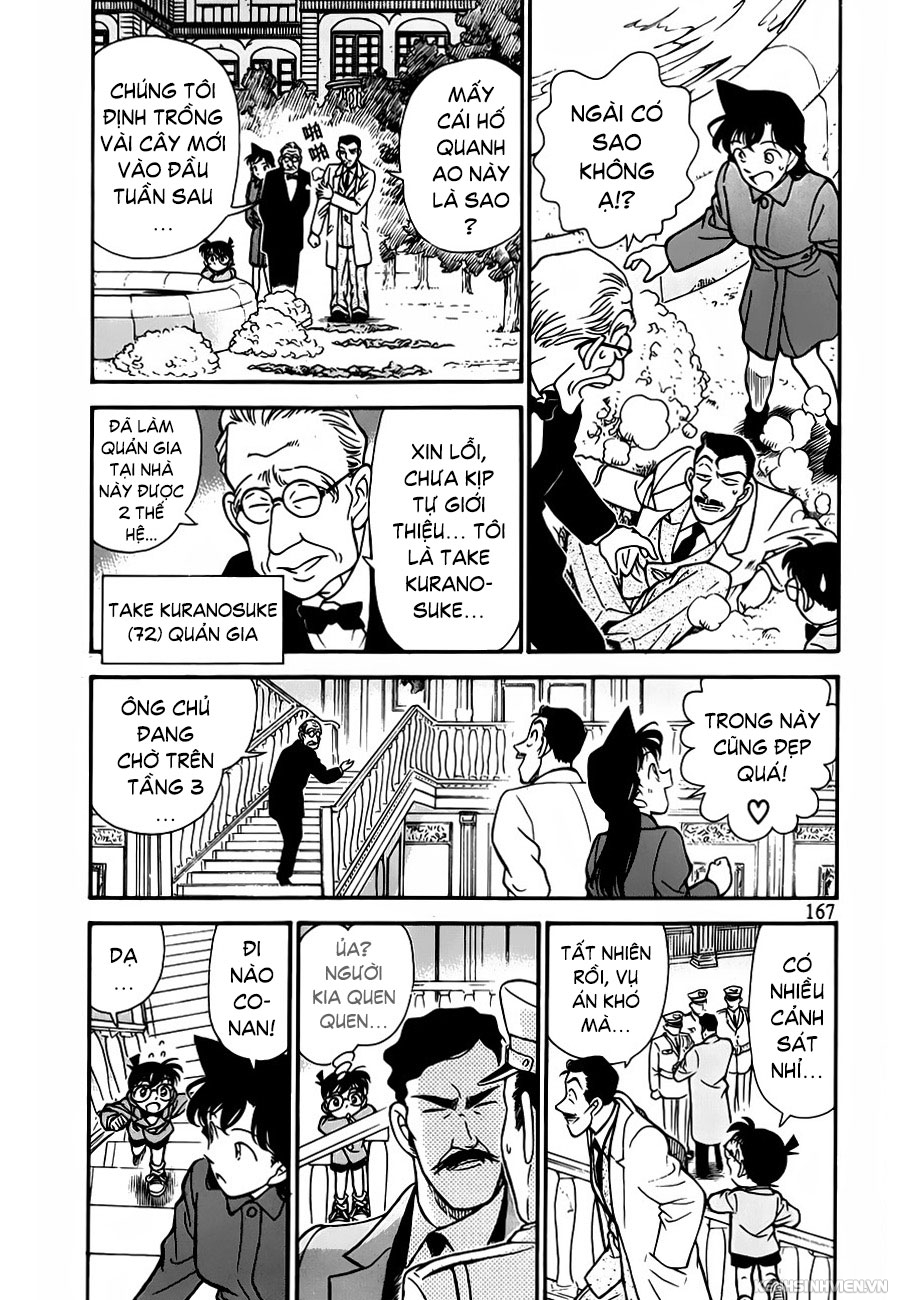 NGÀI CÓ
SAO
KHÔNG
Ạ!?
MẤY
CÁI HỐ
QUANH
AO NÀY
LÀ SAO
?
啪
啪
CHÚNG TÔI
ĐỊNH TRỒNG
VÀI CÂY MỚI
VÀO ĐẦU
TUẦN SAU
...
XIN LỖI,
CHƯA KỊP
TỰ GIỚI
THIỆU... TÔI
LÀ TAKE
KURANO-
SUKE...
ĐÃ LÀM
QUẢN GIA
TẠI NHÀ
NÀY ĐƯỢC
2 THẾ
HỆ...
TAKE KURANOSUKE
(72) QUẢN GIA
TRONG NÀY
CŨNG ĐẸP
QUÁ!
♡
ÔNG CHỦ
ĐANG
CHỜ TRÊN
TẦNG 3
...
167
CÓ
NHIỀU
CẢNH
SÁT
NHỈ...
TẤT NHIÊN
RỒI, VỤ
ÁN KHÓ
MÀ...
ỦA?
NGƯỜI
KIA QUEN
QUEN...
ĐI
NÀO
CO-
NAN!
DẠ
...
KECHSINHVIEN.VN